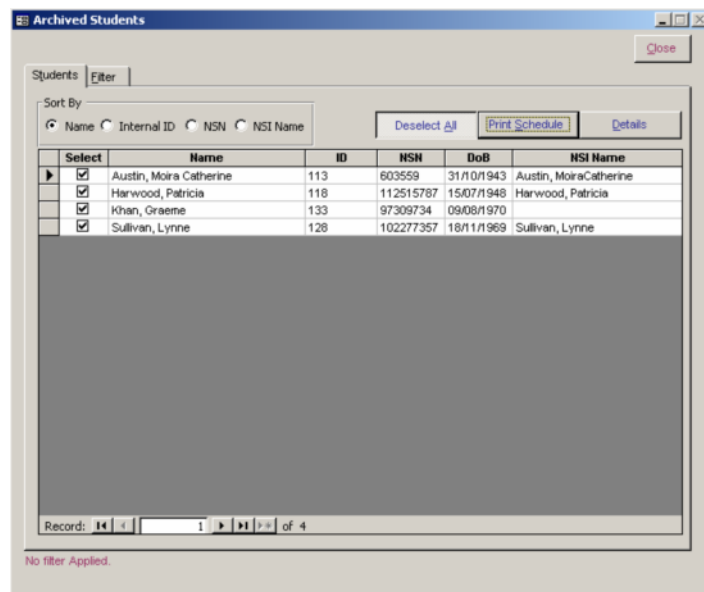 Archived Students
Close
Students Filter
Sort By
Name Internal ID NSN NSI Name
Deselect All Print Schedule Details
Select Name ID NSN DoB NSI Name
Austin, Moira Catherine 113 603559 31/10/1943 Austin, MoiraCatherine
Harwood, Patricia 118 112515787 15/07/1948 Harwood, Patricia
Khan, Graeme 133 97309734 09/08/1970
Sullivan, Lynne 128 102277357 18/11/1969 Sullivan, Lynne
Record: 1 of 4
No filter Applied.